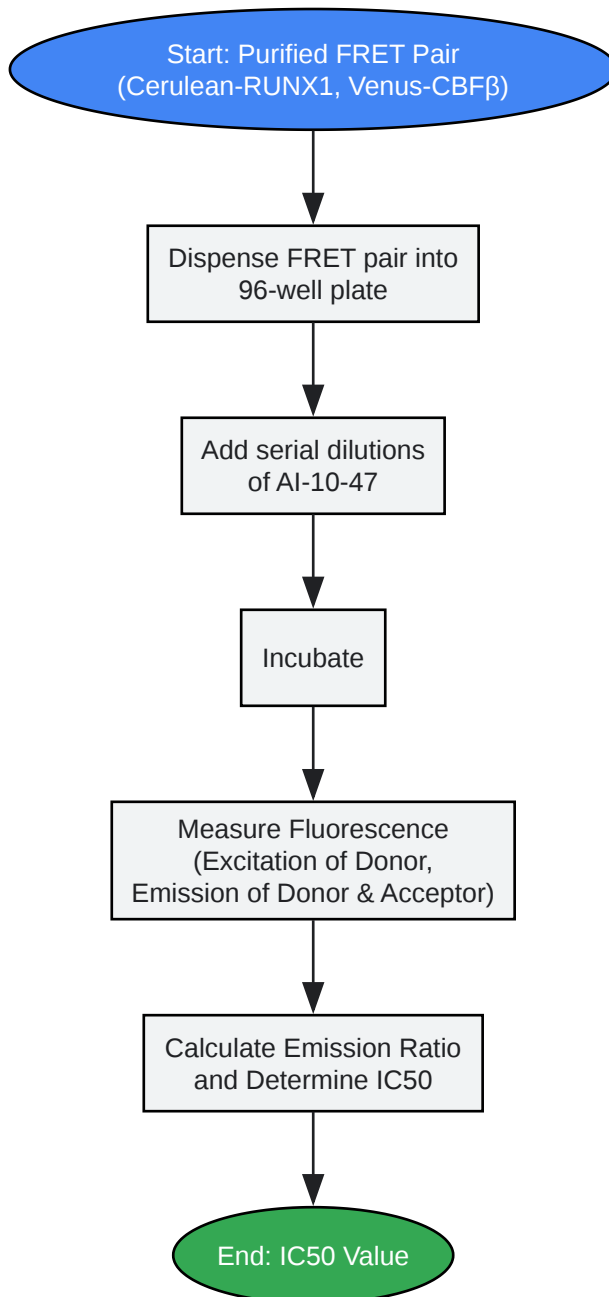 Start: Purified FRET Pair
(Cerulean-RUNX1, Venus-CBFβ)
Dispense FRET pair into
96-well plate
Add serial dilutions
of AI-10-47
Incubate
Measure Fluorescence
(Excitation of Donor,
Emission of Donor & Acceptor)
Calculate Emission Ratio
and Determine IC50
End: IC50 Value